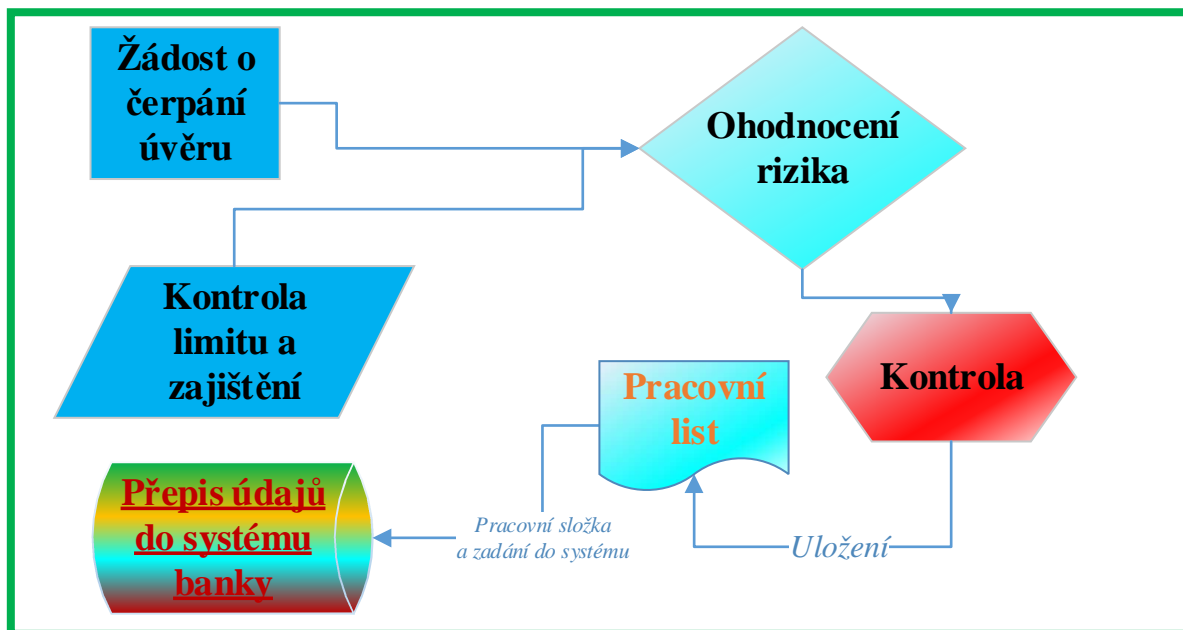 Žádost o
čerpání
úvěru
Ohodnocení
rizika
Kontrola
limitu a
zajištění
Kontrola
Pracovní
list
Uložení
Pracovní složka
a zadání do systému
Přepis údajů
do systému
banky